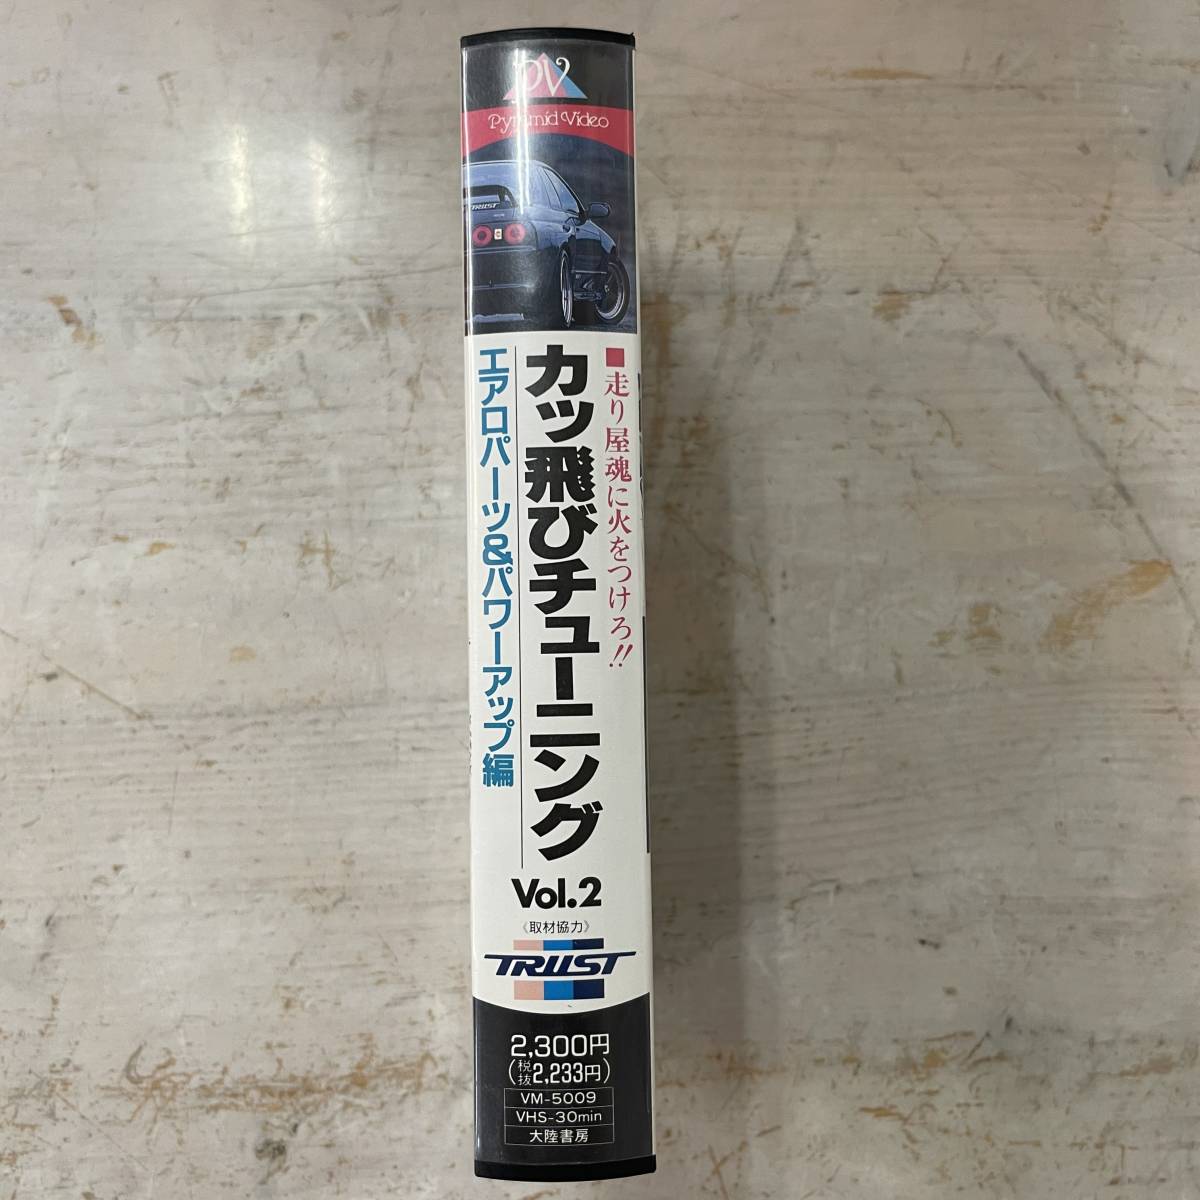 PV
Pyramid Video
TRUST
■走り屋魂に火をつけろ!!
カッ飛びチューニング
エアロパーツ&パワーアップ編
Vol.2
《取材協力》
TRUST
2,300円
(税抜2,233円)
VM-5009
VHS-30min
大陸書房